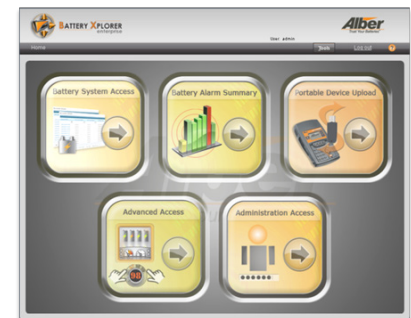 BATTERY XPLORER
enterprise
Alber
User admin
Home
Tools
Log out
Battery System Access
Battery Alarm Summary
Portable Device Upload
Advanced Access
Administration Access